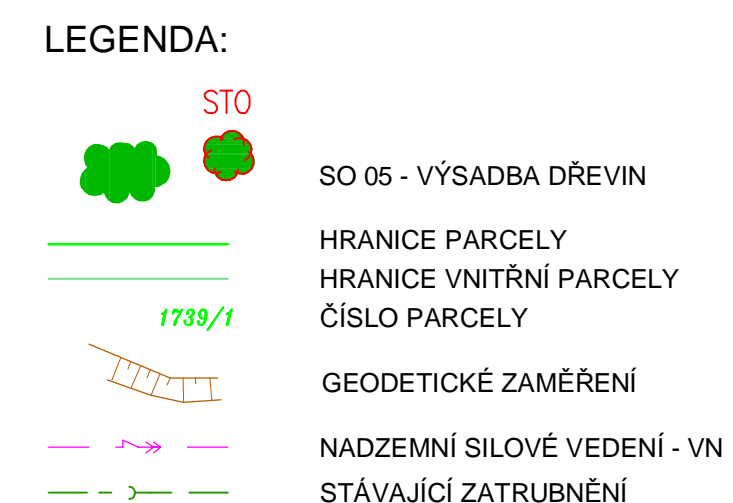 LEGENDA:
STO
SO 05 - VÝSADBA DŘEVIN
HRANICE PARCELY
HRANICE VNITŘNÍ PARCELY
1739/1 ČÍSLO PARCELY
GEODETICKÉ ZAMĚŘENÍ
NADZEMNÍ SILOVÉ VEDENÍ - VN
STÁVAJÍCÍ ZATRUBNĚNÍ